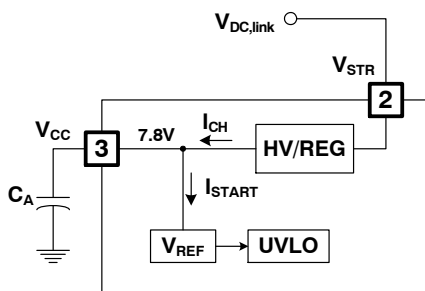 V_DC,link
V_STR
2
V_CC
3
7.8V
I_CH
HV/REG
C_A
I_START
V_REF
UVLO